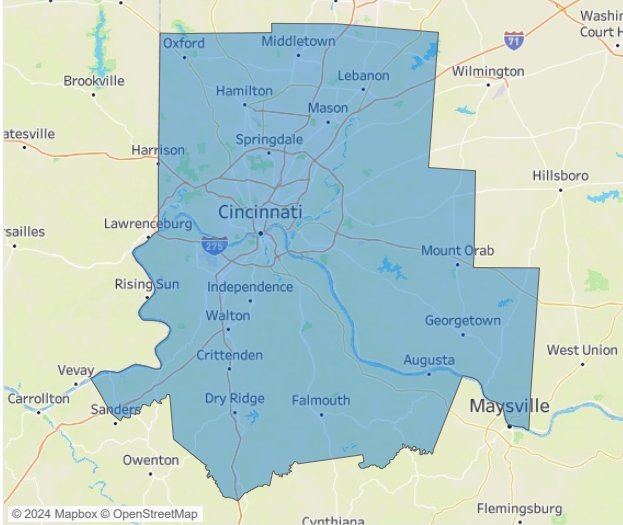 Washin
Court H
Oxford
Middletown
71
Brookville
Lebanon
Wilmington
Hamilton
Mason
atesville
Harrison
Springdale
Hillsboro
Cincinnati
Lawrenceburg
rsailles
275
Mount Orab
Rising Sun
Independence
Walton
Georgetown
Crittenden
Augusta
West Union
Vevay
Carrollton
Sanders
Dry Ridge
Falmouth
Maysville
Owenton
Flemingsburg
Cynthiana
© 2024 Mapbox © OpenStreetMap